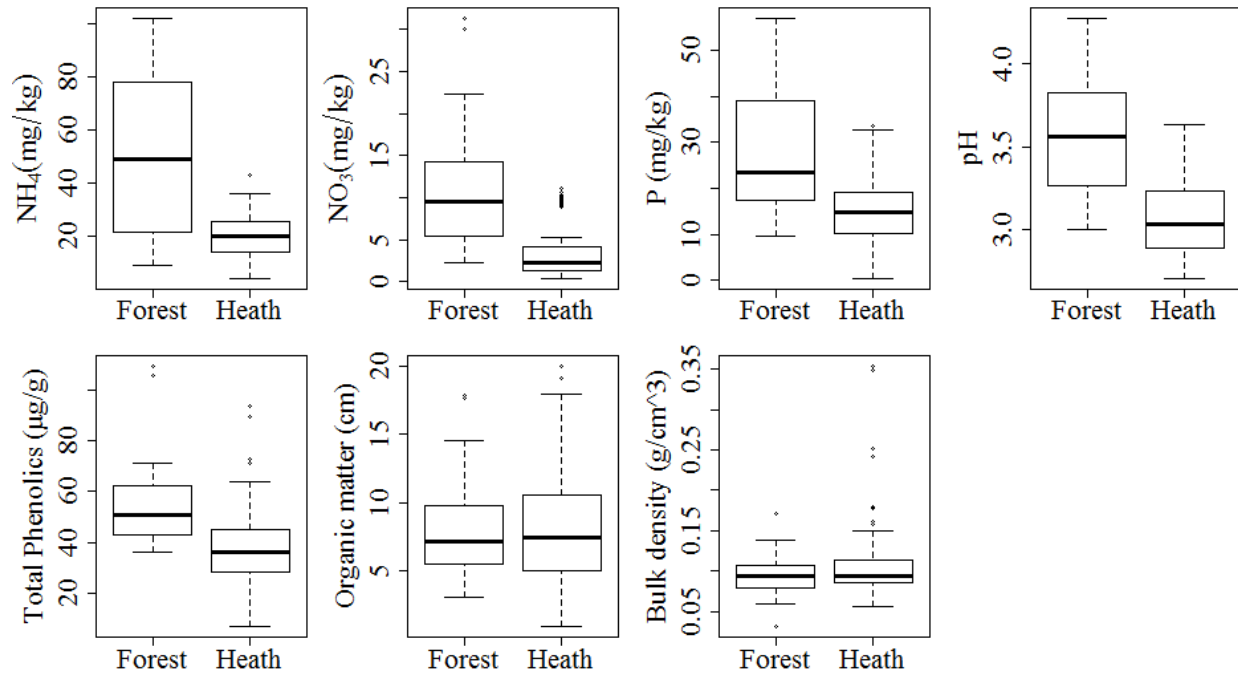 NH₄(mg/kg)
20 40 60 80
Forest Heath
NO₃(mg/kg)
0 5 15 25
Forest Heath
P (mg/kg)
0 10 30 50
Forest Heath
pH
3.0 3.5 4.0
Forest Heath
Total Phenolics (µg/g)
20 40 60 80
Forest Heath
Organic matter (cm)
5 10 15 20
Forest Heath
Bulk density (g/cm^3)
0.05 0.15 0.25 0.35
Forest Heath